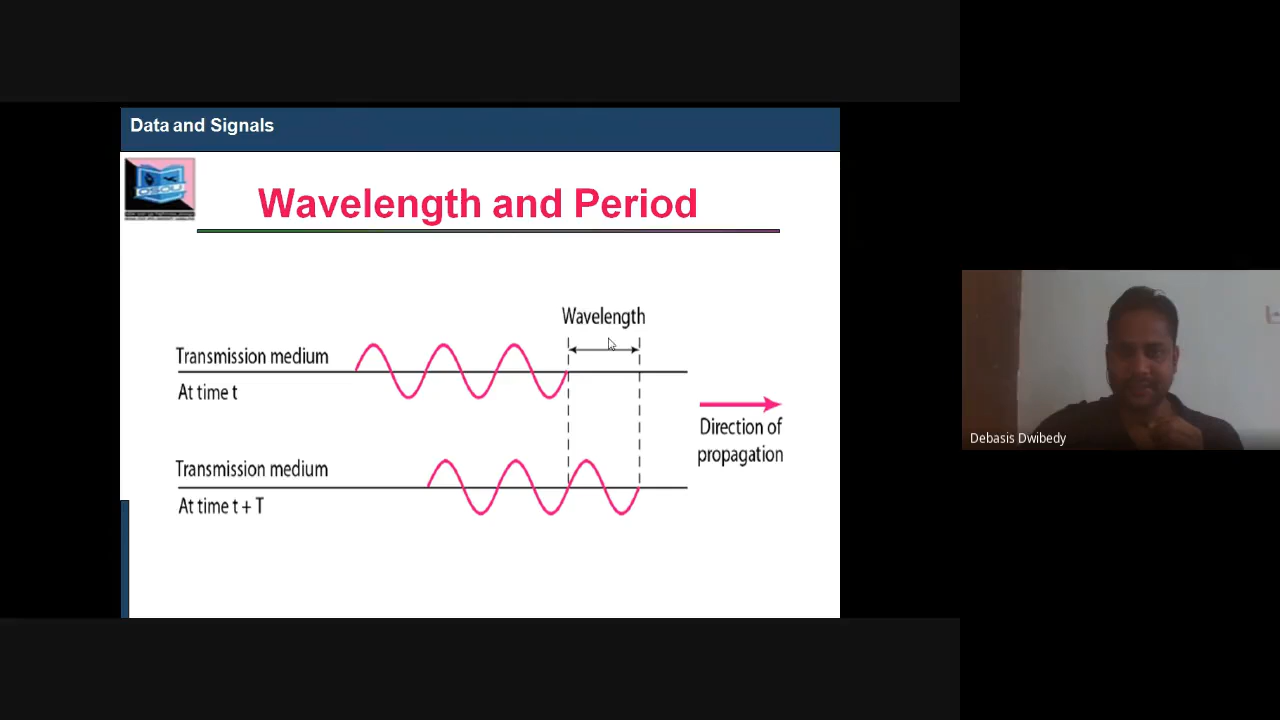 Data and Signals
OSOU
Wavelength and Period
Wavelength
Transmission medium
At time t
Direction of
propagation
Transmission medium
At time t + T
Debasis Dwibedy